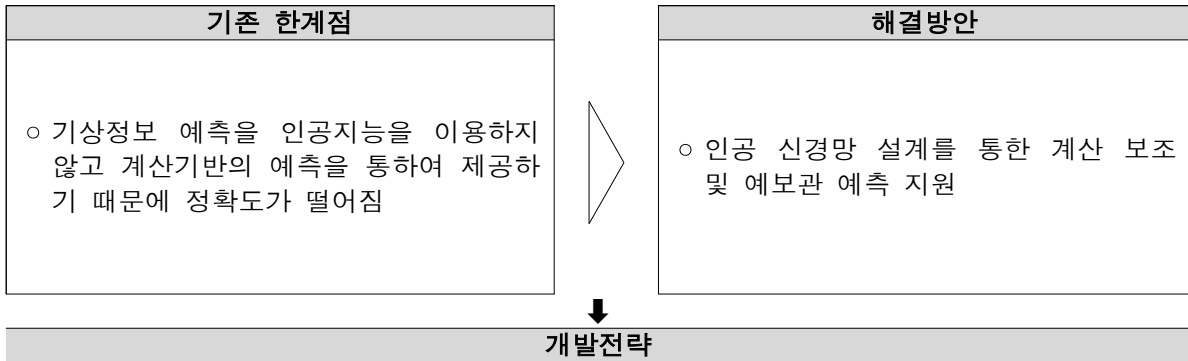 기존 한계점
○ 기상정보 예측을 인공지능을 이용하지
않고 계산기반의 예측을 통하여 제공하
기 때문에 정확도가 떨어짐
해결방안
○ 인공 신경망 설계를 통한 계산 보조
및 예보관 예측 지원
개발전략